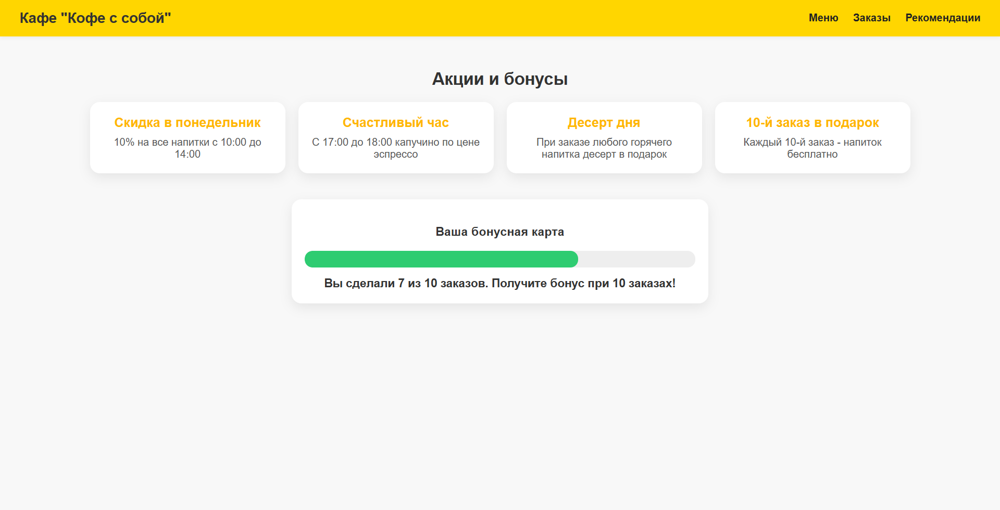 Кафе "Кофе с собой"
Меню Заказы Рекомендации
Акции и бонусы
Скидка в понедельник
10% на все напитки с 10:00 до
14:00
Счастливый час
С 17:00 до 18:00 капучино по цене
эспрессо
Десерт дня
При заказе любого горячего
напитка десерт в подарок
10-й заказ в подарок
Каждый 10-й заказ - напиток
бесплатно
Ваша бонусная карта
Вы сделали 7 из 10 заказов. Получите бонус при 10 заказах!